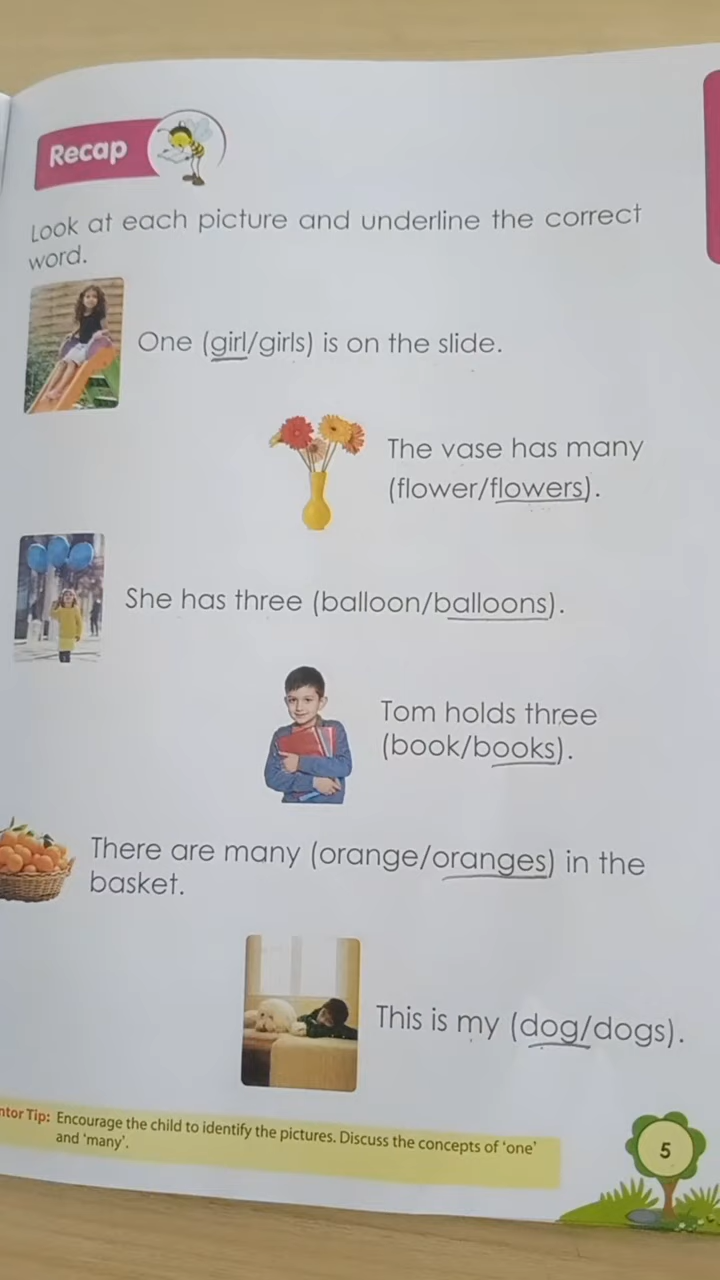 Recap
Look at each picture and underline the correct
word.
One (girl/girls) is on the slide.
The vase has many
(flower/flowers).
She has three (balloon/balloons).
Tom holds three
(book/books).
There are many (orange/oranges) in the
basket.
This is my (dog/dogs).
ntor Tip: Encourage the child to identify the pictures. Discuss the concepts of 'one'
and 'many'.
5